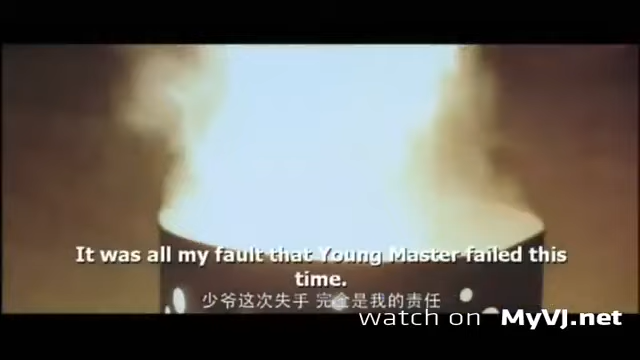 It was all my fault that Young Master failed this
time.
少爷这次失手 完全是我的责任
watch on MyVJ.net